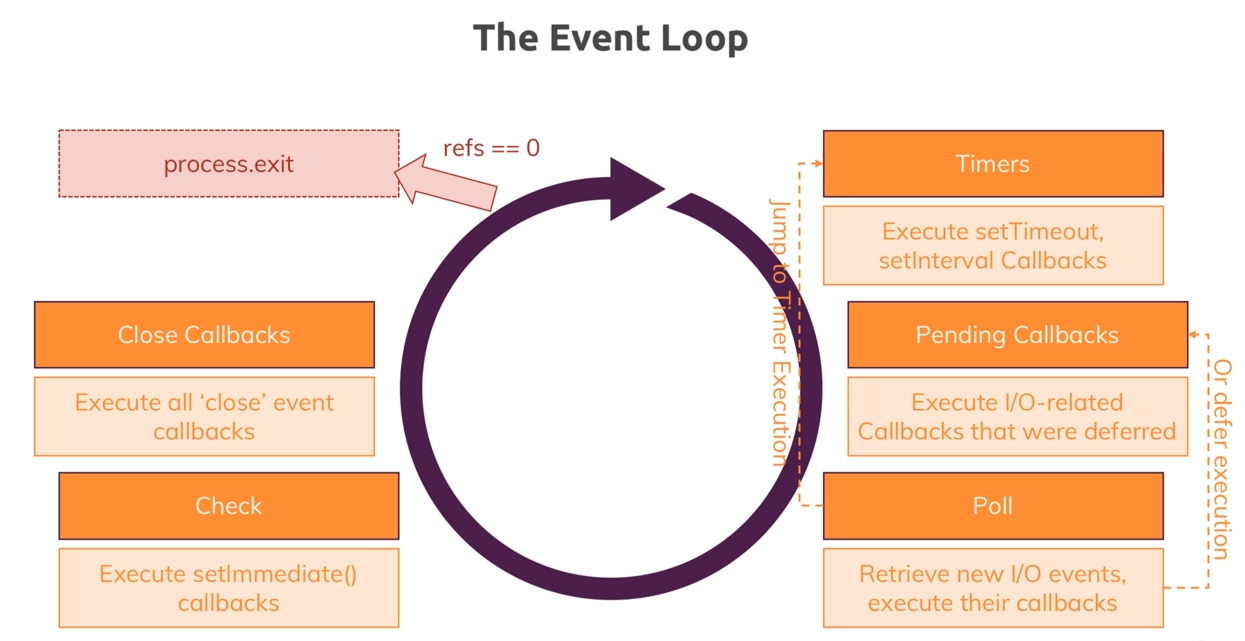 The Event Loop
process.exit
refs == 0
Timers
Execute setTimeout,
setInterval Callbacks
Jump to Timer Execution
Close Callbacks
Execute all ‘close’ event
callbacks
Pending Callbacks
Execute I/O-related
Callbacks that were deferred
Or defer execution
Check
Execute setImmediate()
callbacks
Poll
Retrieve new I/O events,
execute their callbacks